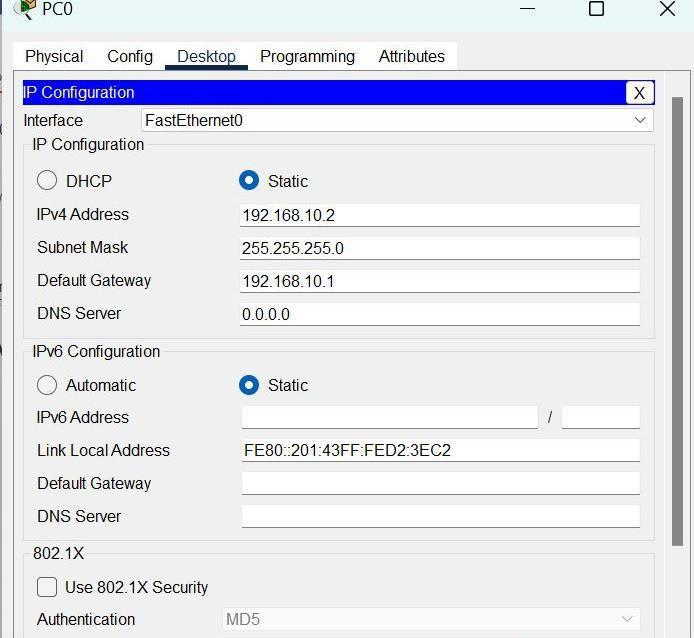 PC0
Physical Config Desktop Programming Attributes
IP Configuration X
Interface FastEthernet0
IP Configuration
DHCP Static
IPv4 Address 192.168.10.2
Subnet Mask 255.255.255.0
Default Gateway 192.168.10.1
DNS Server 0.0.0.0
IPv6 Configuration
Automatic Static
IPv6 Address /
Link Local Address FE80::201:43FF:FED2:3EC2
Default Gateway
DNS Server
802.1X
Use 802.1X Security
Authentication MD5